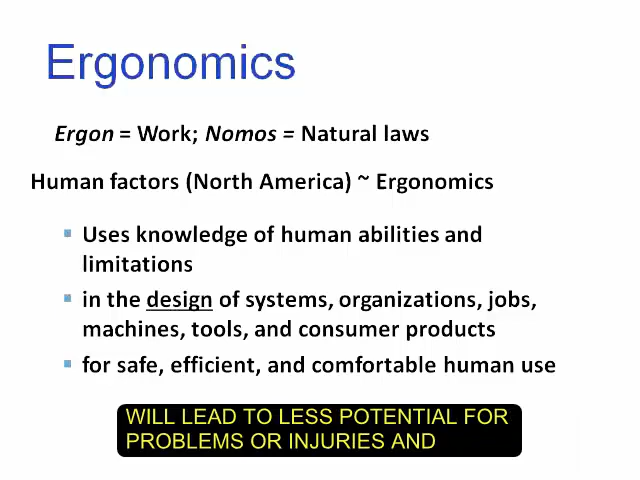 Ergonomics
Ergon = Work; Nomos = Natural laws
Human factors (North America) ~ Ergonomics
Uses knowledge of human abilities and
limitations
in the design of systems, organizations, jobs,
machines, tools, and consumer products
for safe, efficient, and comfortable human use
WILL LEAD TO LESS POTENTIAL FOR
PROBLEMS OR INJURIES AND